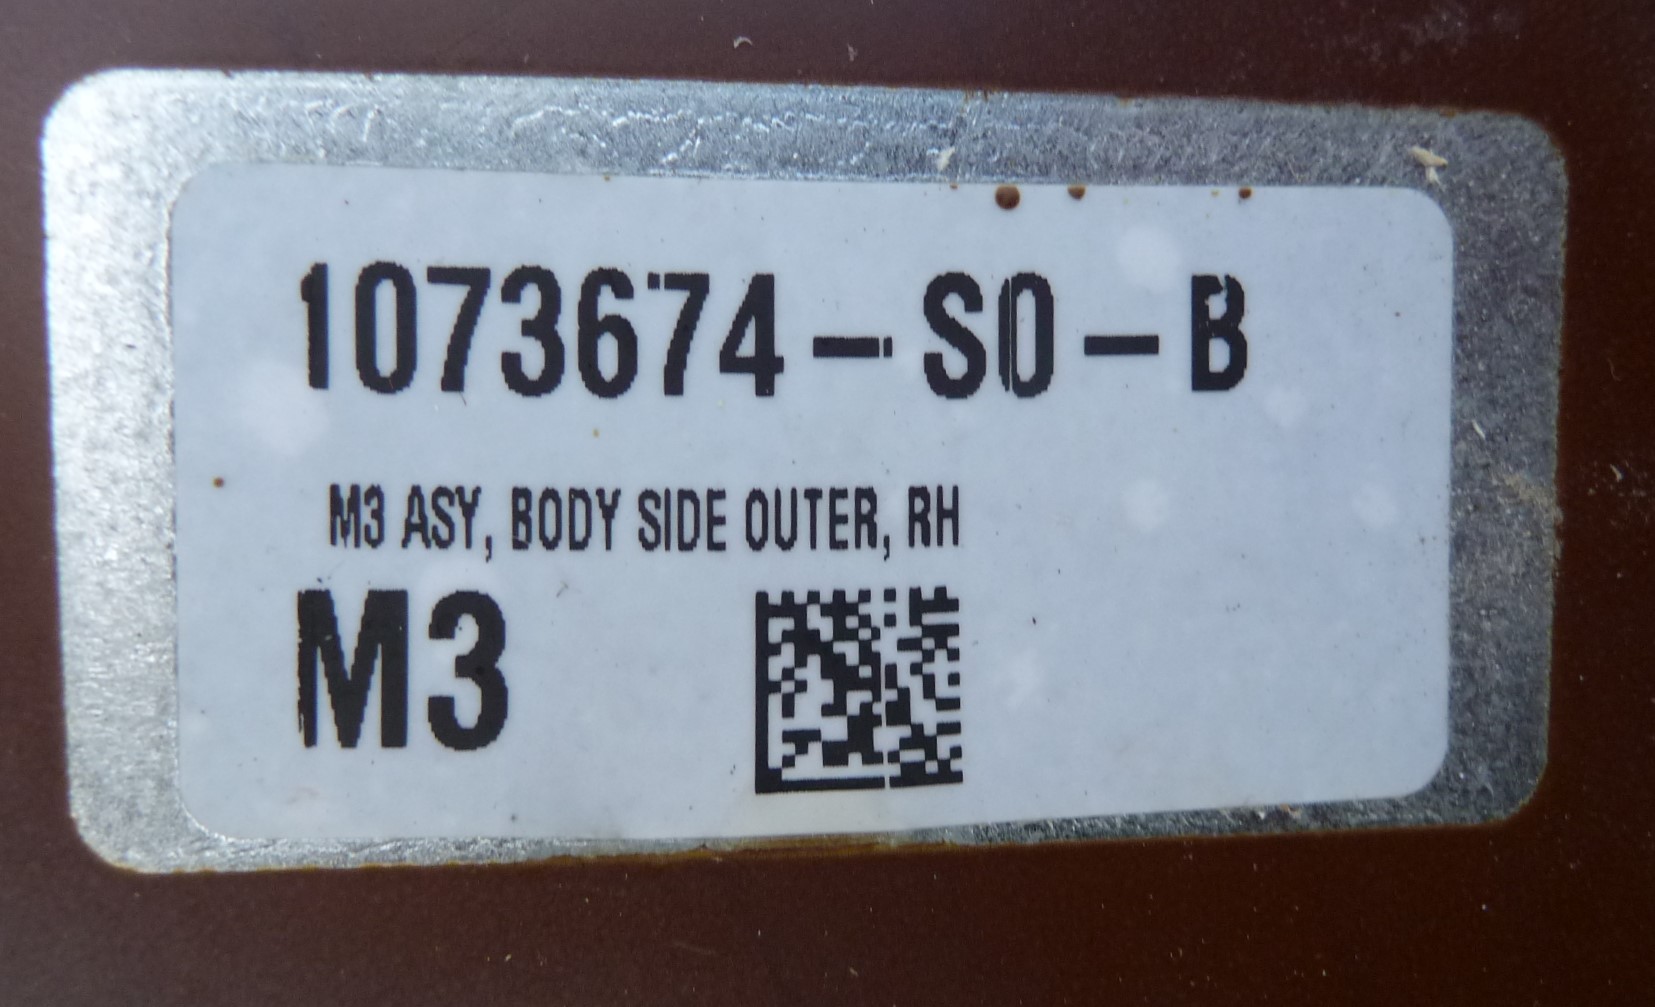 1073674-S0-B
M3 ASY, BODY SIDE OUTER, RH
M3